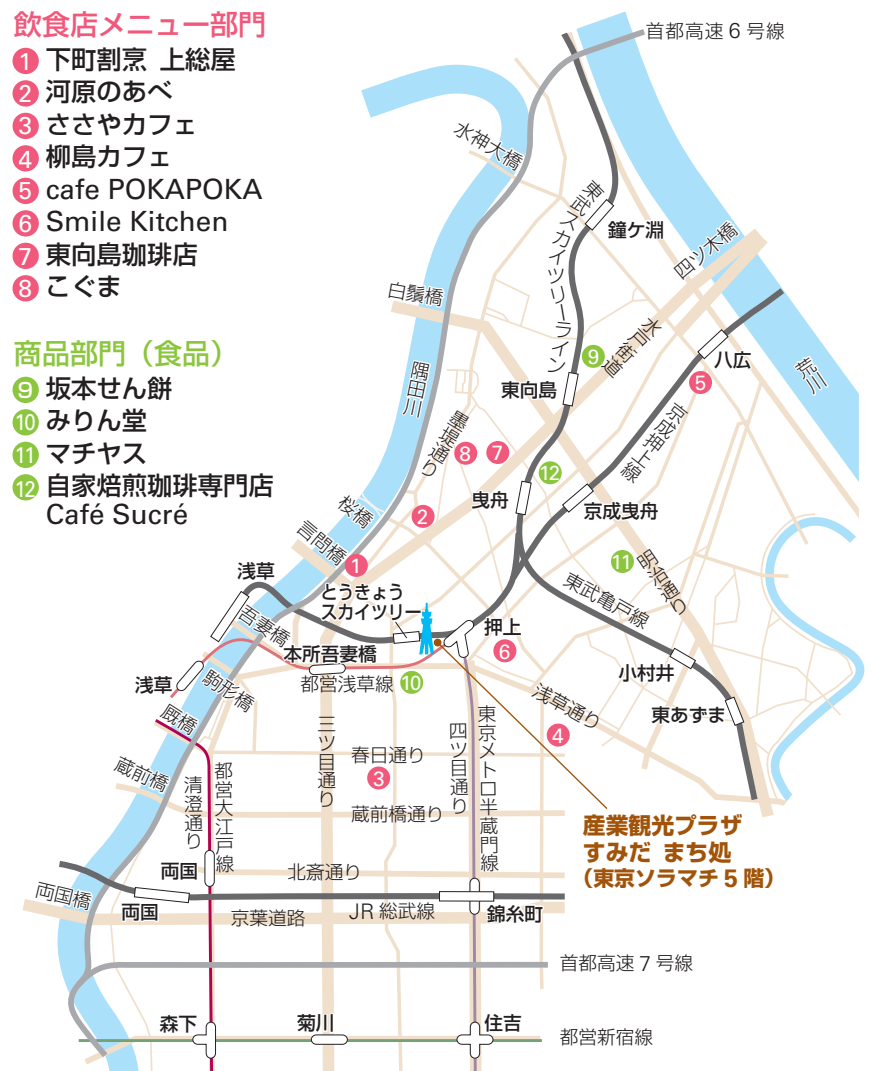 飲食店メニュー部門
1 下町割烹 上総屋
2 河原のあべ
3 ささやカフェ
4 柳島カフェ
5 cafe POKAPOKA
6 Smile Kitchen
7 東向島珈琲店
8 こぐま
商品部門（食品）
9 坂本せん餅
10 みりん堂
11 マチヤス
12 自家焙煎珈琲専門店
Café Sucré
首都高速6号線
水神大橋
東武スカイツリーライン
鐘ケ淵
四ツ木橋
白鬚橋
水戸街道
9
八広
荒川
隅田川
東向島
5
京成押上線
墨堤通り
8
7
12
曳舟
京成曳舟
桜橋
2
言問橋
1
11
明治通り
浅草
とうきょう
スカイツリー
東武亀戸線
吾妻橋
押上
本所吾妻橋
6
小村井
浅草
駒形橋
都営浅草線
10
浅草通り
東あずま
厩橋
三ツ目通り
四ツ目通り
東京メトロ半蔵門線
4
春日通り
3
蔵前橋
清澄通り
都営大江戸線
蔵前橋通り
産業観光プラザ
すみだ まち処
（東京ソラマチ5階）
両国
北斎通り
両国橋
両国
京葉道路
JR総武線
錦糸町
首都高速7号線
森下
菊川
住吉
都営新宿線